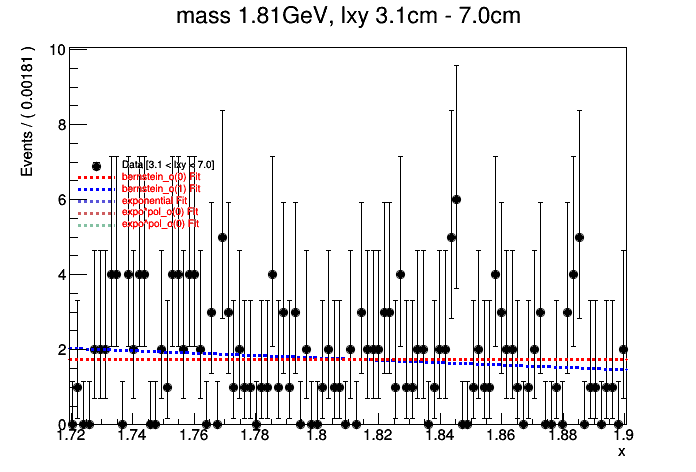 mass 1.81GeV, lxy 3.1cm - 7.0cm
Events / ( 0.00181 )
10
8
6
4
2
0
Data [3.1 < lxy < 7.0]
bernstein_o(0) Fit
bernstein_o(1) Fit
exponential Fit
expo*pol_o(0) Fit
expo*pol_o(0) Fit
1.72 1.74 1.76 1.78 1.8 1.82 1.84 1.86 1.88 1.9
x